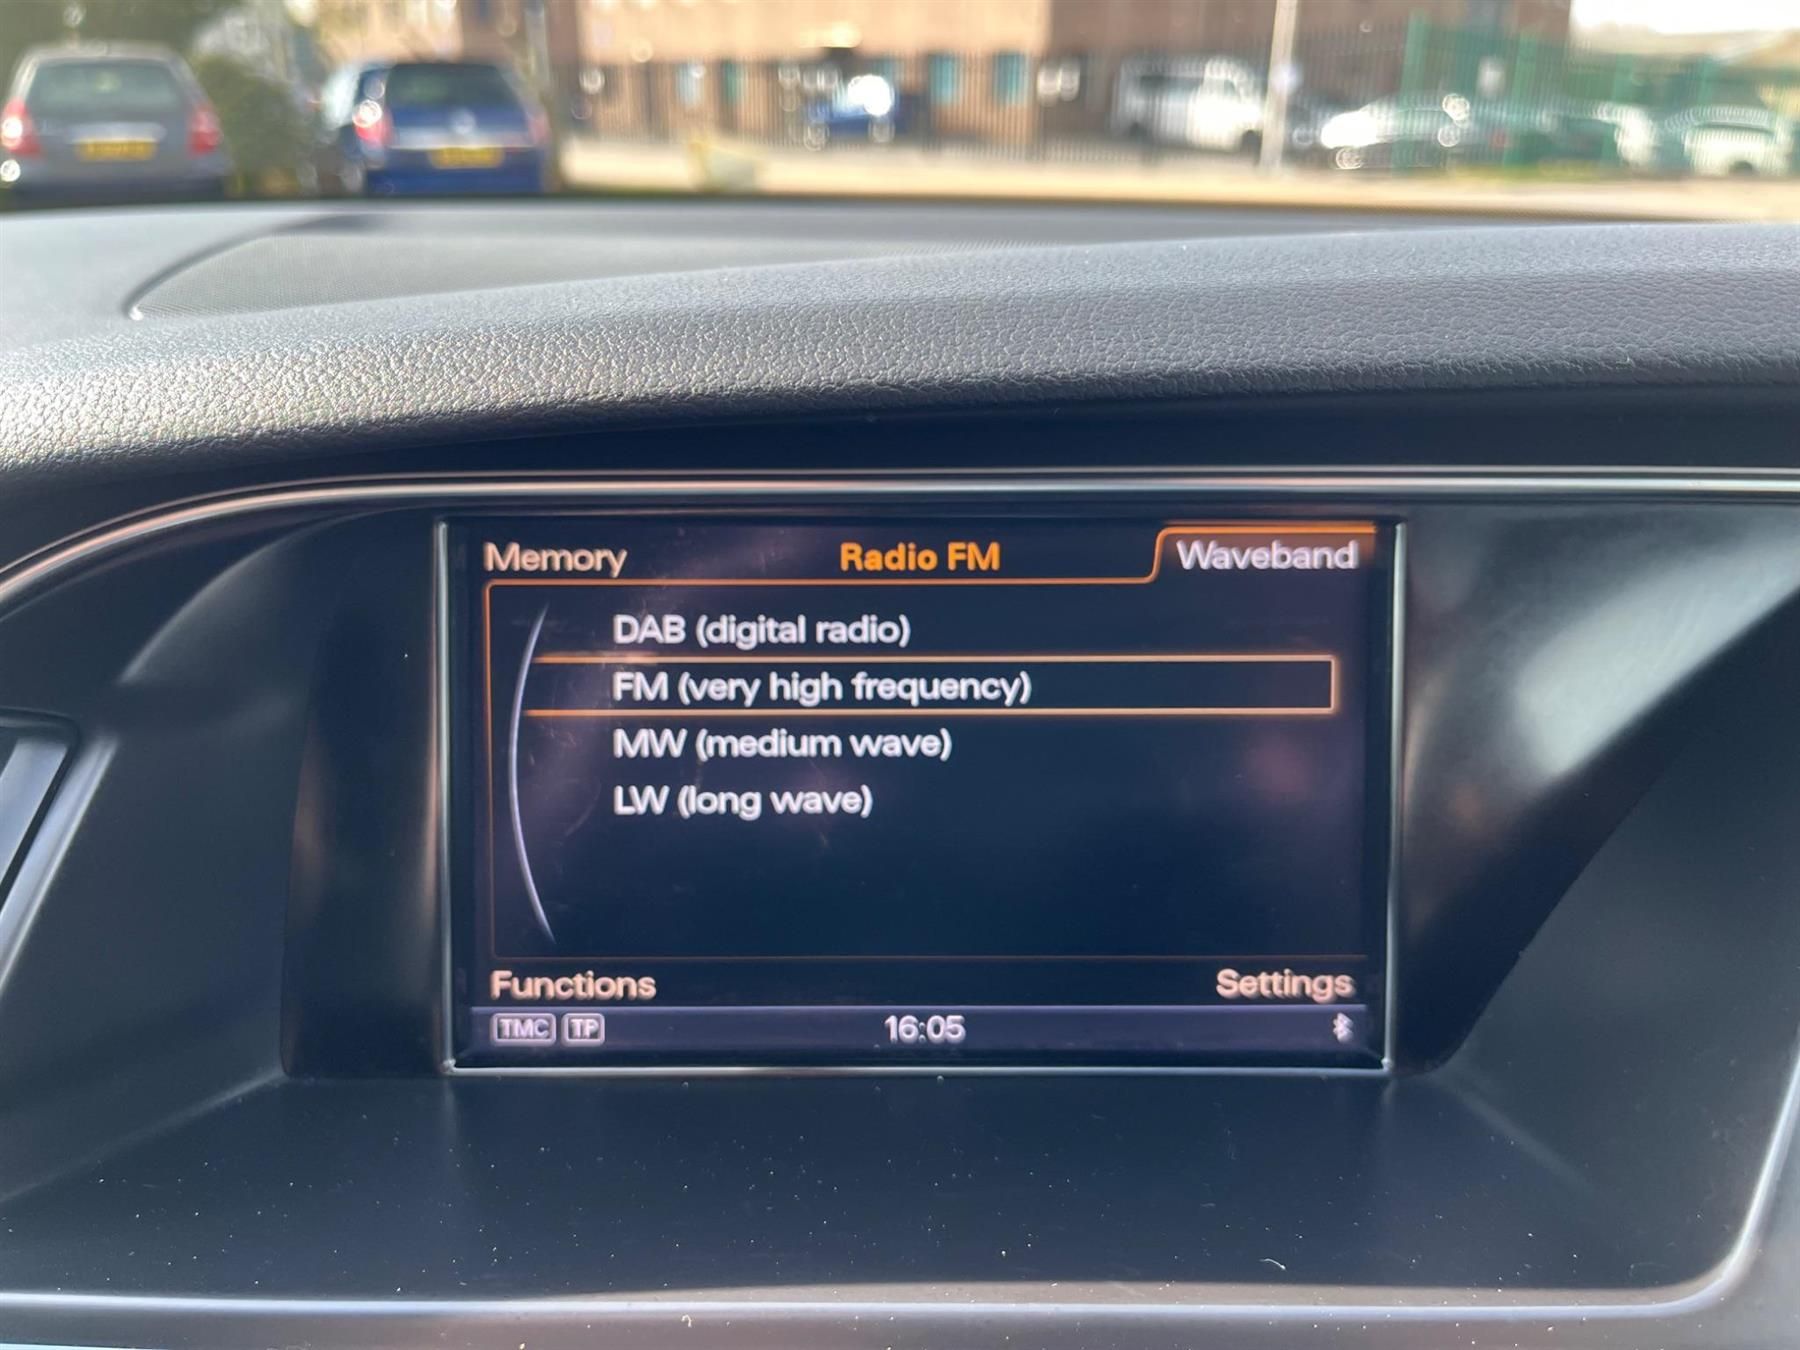 Memory Radio FM Waveband
DAB (digital radio)
FM (very high frequency)
MW (medium wave)
LW (long wave)
Functions Settings
TMC TP 16:05